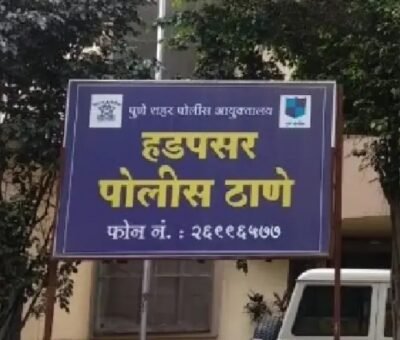 पुणे शहर पोलीस आयुक्तालय
हडपसर
पोलीस ठाणे
फोन नं. : २६९९६५७७